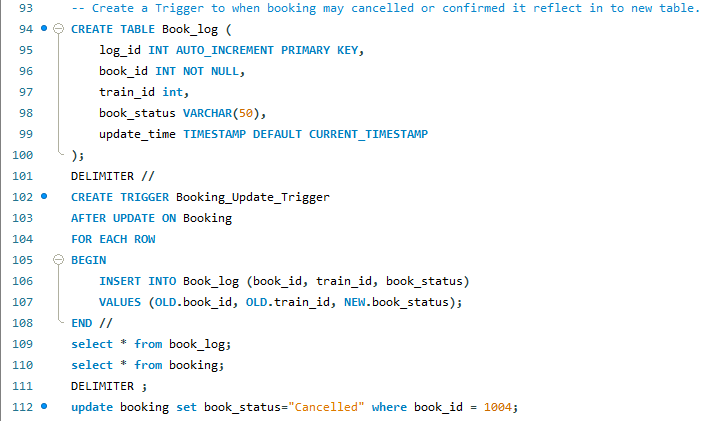 93 -- Create a Trigger to when booking may cancelled or confirmed it reflect in to new table.
94 CREATE TABLE Book_log (
95 log_id INT AUTO_INCREMENT PRIMARY KEY,
96 book_id INT NOT NULL,
97 train_id int,
98 book_status VARCHAR(50),
99 update_time TIMESTAMP DEFAULT CURRENT_TIMESTAMP
100 );
101 DELIMITER //
102 CREATE TRIGGER Booking_Update_Trigger
103 AFTER UPDATE ON Booking
104 FOR EACH ROW
105 BEGIN
106 INSERT INTO Book_log (book_id, train_id, book_status)
107 VALUES (OLD.book_id, OLD.train_id, NEW.book_status);
108 END //
109 select * from book_log;
110 select * from booking;
111 DELIMITER ;
112 update booking set book_status="Cancelled" where book_id = 1004;